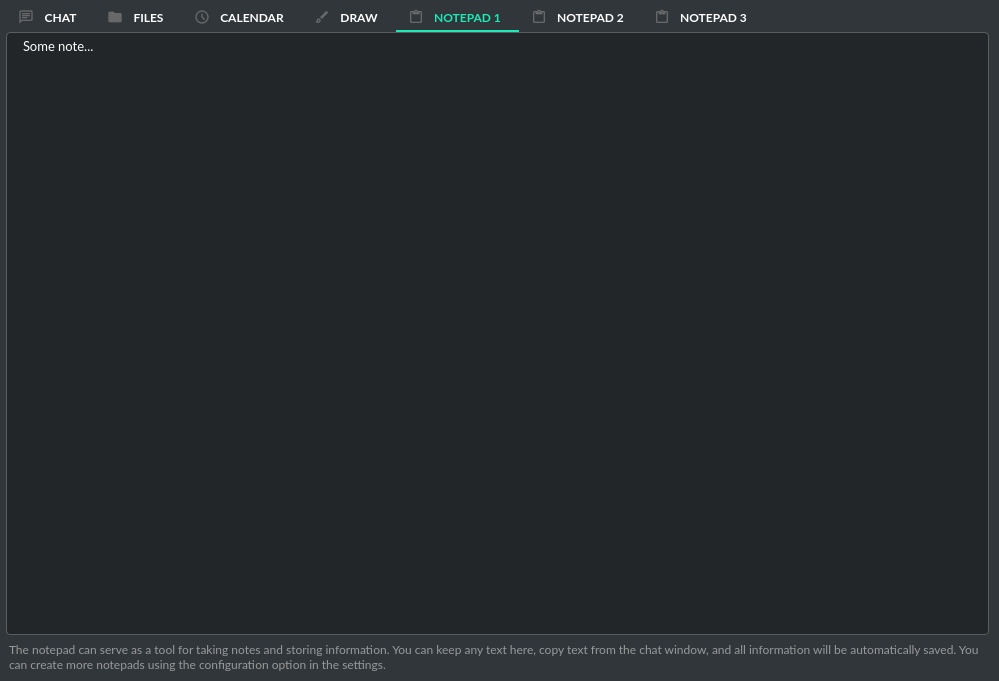 CHAT FILES CALENDAR DRAW NOTEPAD 1 NOTEPAD 2 NOTEPAD 3
Some note...
The notepad can serve as a tool for taking notes and storing information. You can keep any text here, copy text from the chat window, and all information will be automatically saved. You
can create more notepads using the configuration option in the settings.